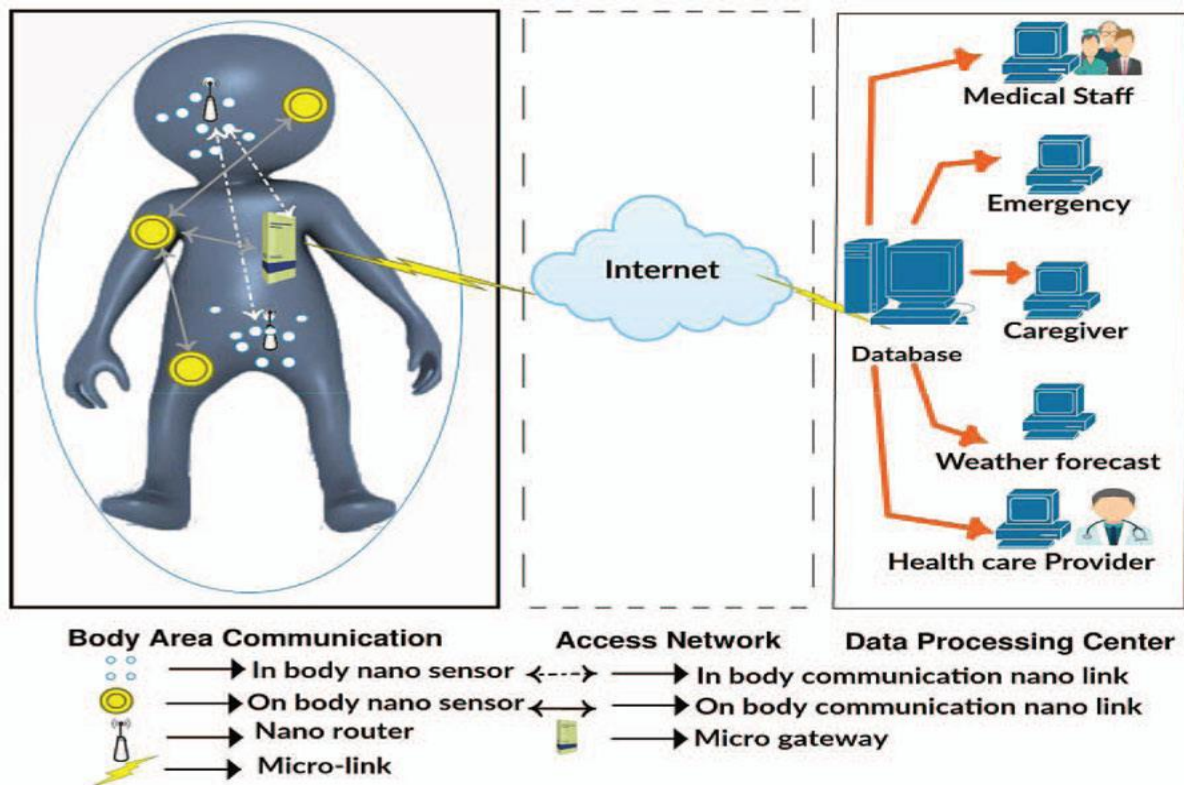 Medical Staff
Emergency
Internet
Caregiver
Database
Weather forecast
Health care Provider
Body Area Communication
Access Network
Data Processing Center
In body nano sensor
In body communication nano link
On body nano sensor
On body communication nano link
Nano router
Micro gateway
Micro-link